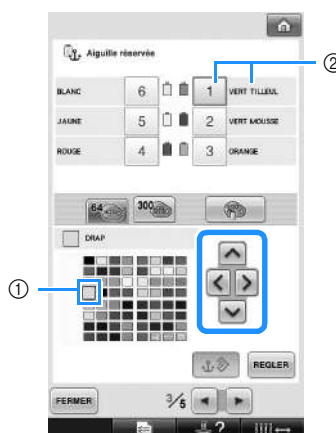 Aiguille réservée
②
BLANC 6 1 VERT TILLEUL
JAUNE 5 2 VERT MOUSSE
ROUGE 4 3 ORANGE
64 300
DRAP
①
REGLER
FERMER 3/5
?